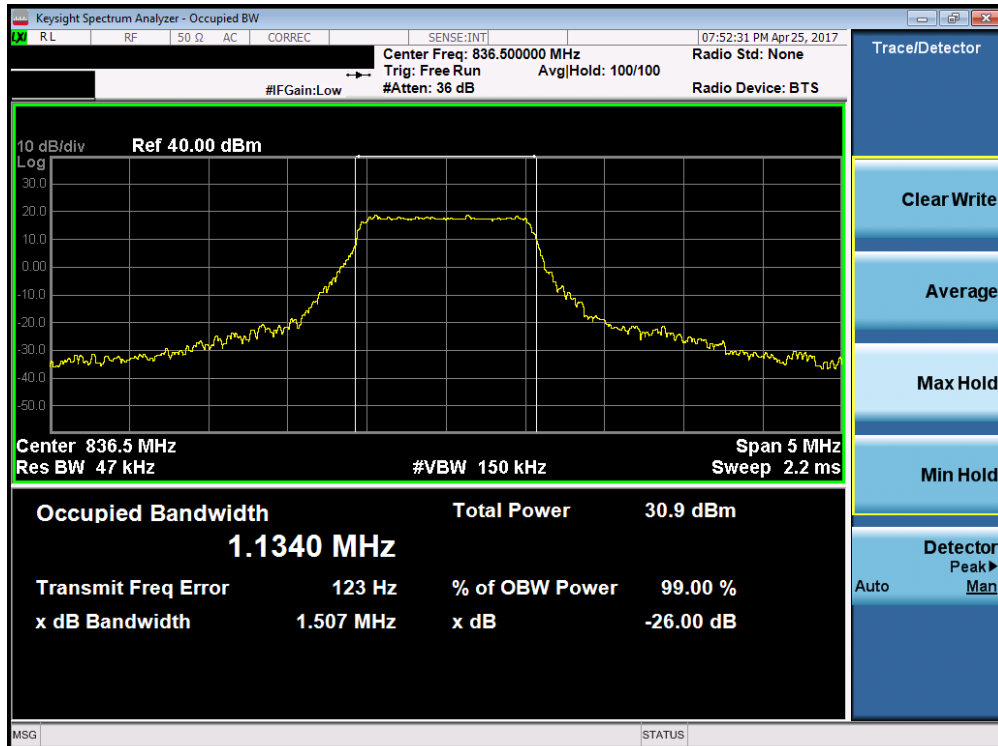 Keysight Spectrum Analyzer - Occupied BW
LXI RL RF 50 Ω AC CORREC SENSE:INT 07:52:31 PM Apr 25, 2017
Center Freq: 836.500000 MHz Radio Std: None
Trig: Free Run Avg|Hold: 100/100
#IFGain:Low #Atten: 36 dB Radio Device: BTS
Trace/Detector
10 dB/div Ref 40.00 dBm
Log
30.0
20.0
10.0
0.00
-10.0
-20.0
-30.0
-40.0
-50.0
Center 836.5 MHz Span 5 MHz
Res BW 47 kHz #VBW 150 kHz Sweep 2.2 ms
Occupied Bandwidth Total Power 30.9 dBm
1.1340 MHz
Transmit Freq Error 123 Hz % of OBW Power 99.00 %
x dB Bandwidth 1.507 MHz x dB -26.00 dB
Clear Write
Average
Max Hold
Min Hold
Detector
Peak▶
Auto Man
MSG STATUS